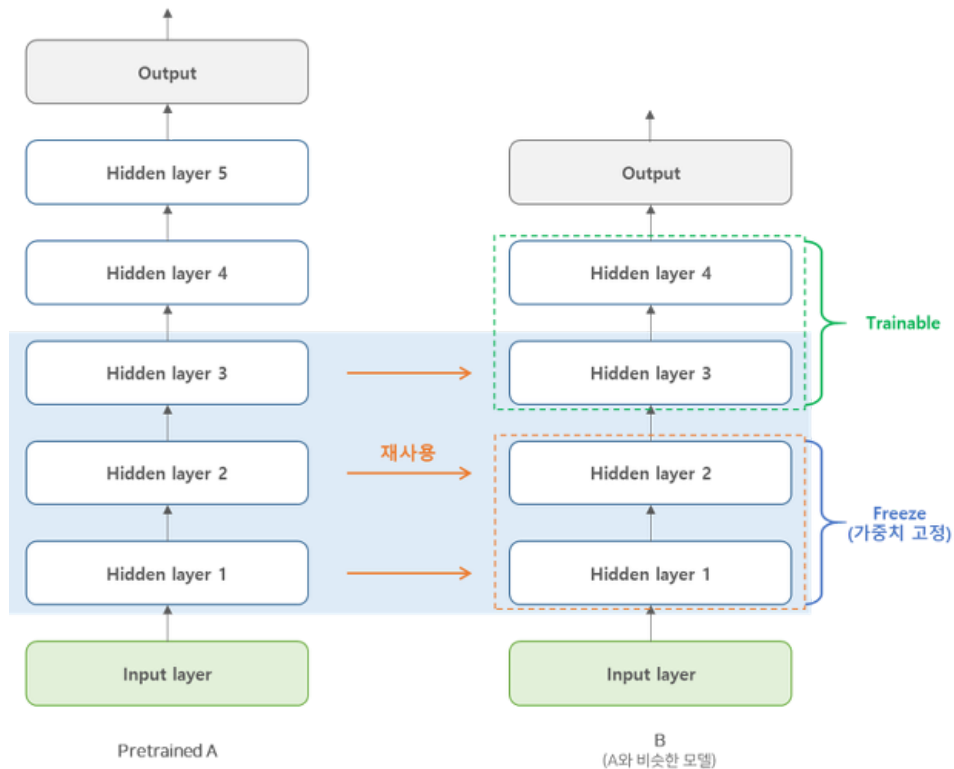 Output
Hidden layer 5
Hidden layer 4
Hidden layer 3
Hidden layer 2
Hidden layer 1
Input layer
Pretrained A
재사용
Output
Hidden layer 4
Hidden layer 3
Hidden layer 2
Hidden layer 1
Input layer
B
(A와 비슷한 모델)
Trainable
Freeze
(가중치 고정)